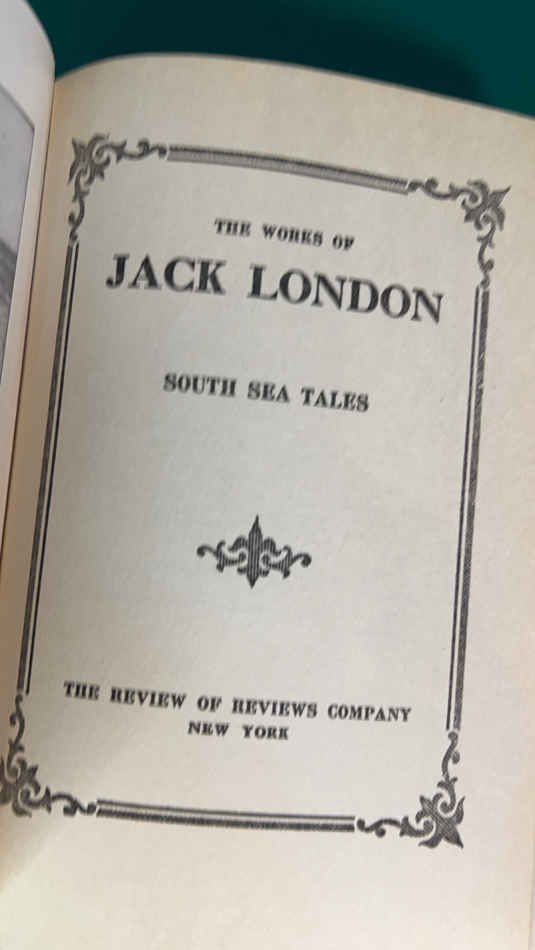 THE WORKS OF
JACK LONDON
SOUTH SEA TALES
THE REVIEW OF REVIEWS COMPANY
NEW YORK